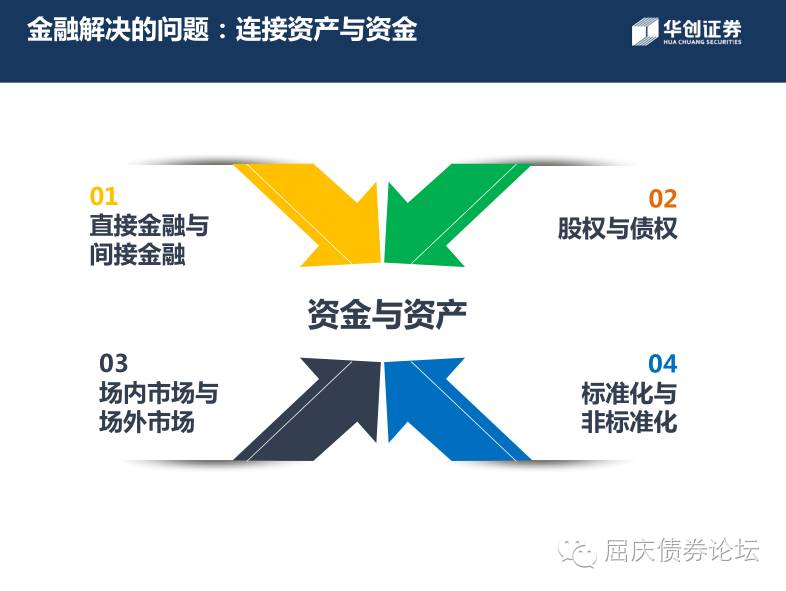 金融解决的问题：连接资产与资金
华创证券
HUA CHUANG SECURITIES
01
直接金融与
间接金融
02
股权与债权
资金与资产
03
场内市场与
场外市场
04
标准化与
非标准化
屈庆债券论坛